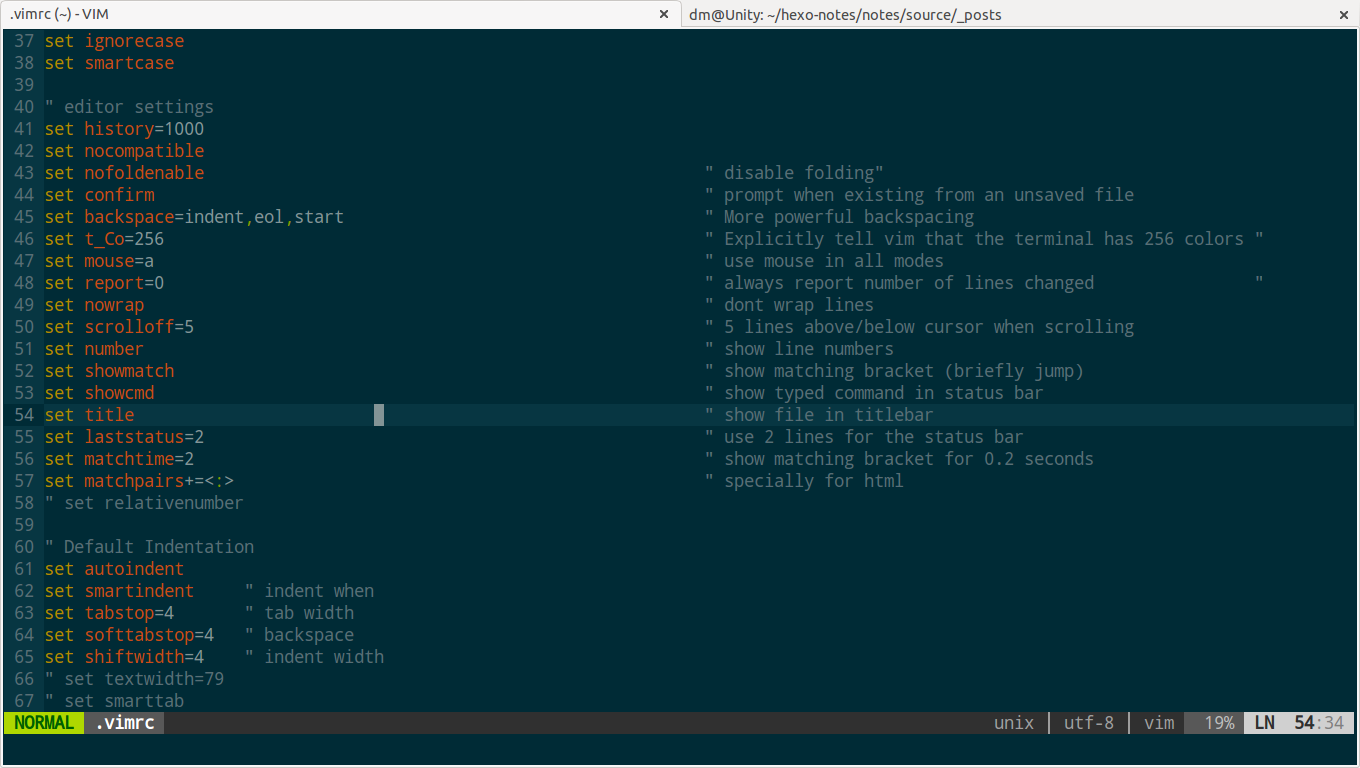 .vimrc (~) - VIM × dm@Unity: ~/hexo-notes/notes/source/_posts ×
37 set ignorecase
38 set smartcase
39
40 " editor settings
41 set history=1000
42 set nocompatible
43 set nofoldenable " disable folding"
44 set confirm " prompt when existing from an unsaved file
45 set backspace=indent,eol,start " More powerful backspacing
46 set t_Co=256 " Explicitly tell vim that the terminal has 256 colors "
47 set mouse=a " use mouse in all modes
48 set report=0 " always report number of lines changed "
49 set nowrap " dont wrap lines
50 set scrolloff=5 " 5 lines above/below cursor when scrolling
51 set number " show line numbers
52 set showmatch " show matching bracket (briefly jump)
53 set showcmd " show typed command in status bar
54 set title " show file in titlebar
55 set laststatus=2 " use 2 lines for the status bar
56 set matchtime=2 " show matching bracket for 0.2 seconds
57 set matchpairs+=<:> " specially for html
58 " set relativenumber
59
60 " Default Indentation
61 set autoindent
62 set smartindent " indent when
63 set tabstop=4 " tab width
64 set softtabstop=4 " backspace
65 set shiftwidth=4 " indent width
66 " set textwidth=79
67 " set smarttab
NORMAL .vimrc unix | utf-8 | vim 19% LN 54:34